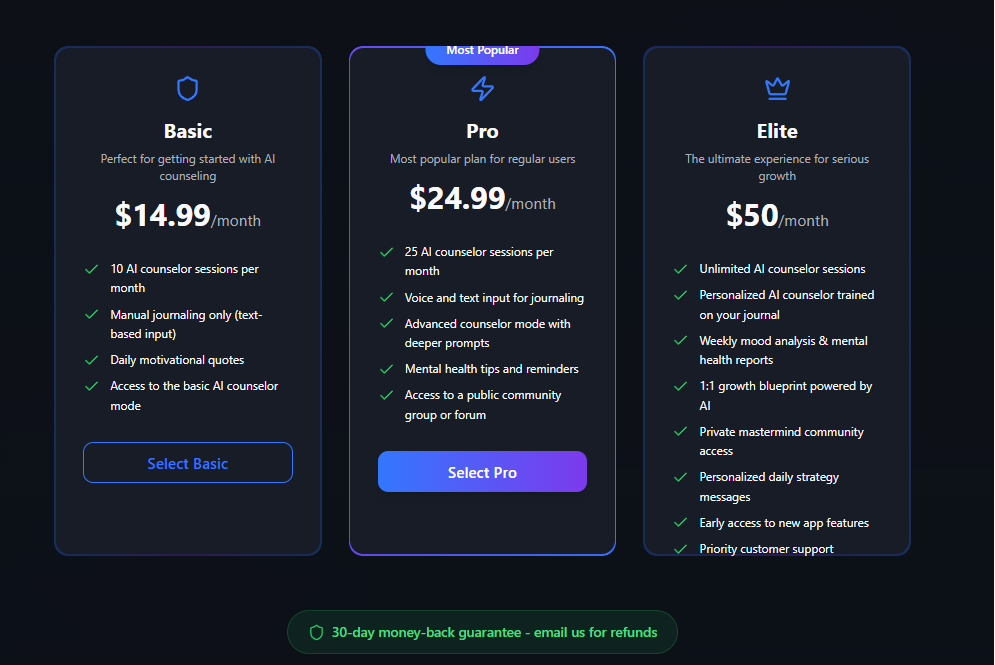 Most Popular
Basic
Perfect for getting started with AI
counseling
$14.99/month
10 AI counselor sessions per
month
Manual journaling only (text-
based input)
Daily motivational quotes
Access to the basic AI counselor
mode
Select Basic
Pro
Most popular plan for regular users
$24.99/month
25 AI counselor sessions per
month
Voice and text input for journaling
Advanced counselor mode with
deeper prompts
Mental health tips and reminders
Access to a public community
group or forum
Select Pro
Elite
The ultimate experience for serious
growth
$50/month
Unlimited AI counselor sessions
Personalized AI counselor trained
on your journal
Weekly mood analysis & mental
health reports
1:1 growth blueprint powered by
AI
Private mastermind community
access
Personalized daily strategy
messages
Early access to new app features
Priority customer support
30-day money-back guarantee - email us for refunds